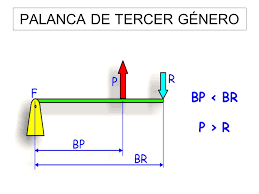 PALANCA DE TERCER GÉNERO
P
R
F
BP < BR
P > R
BP
BR